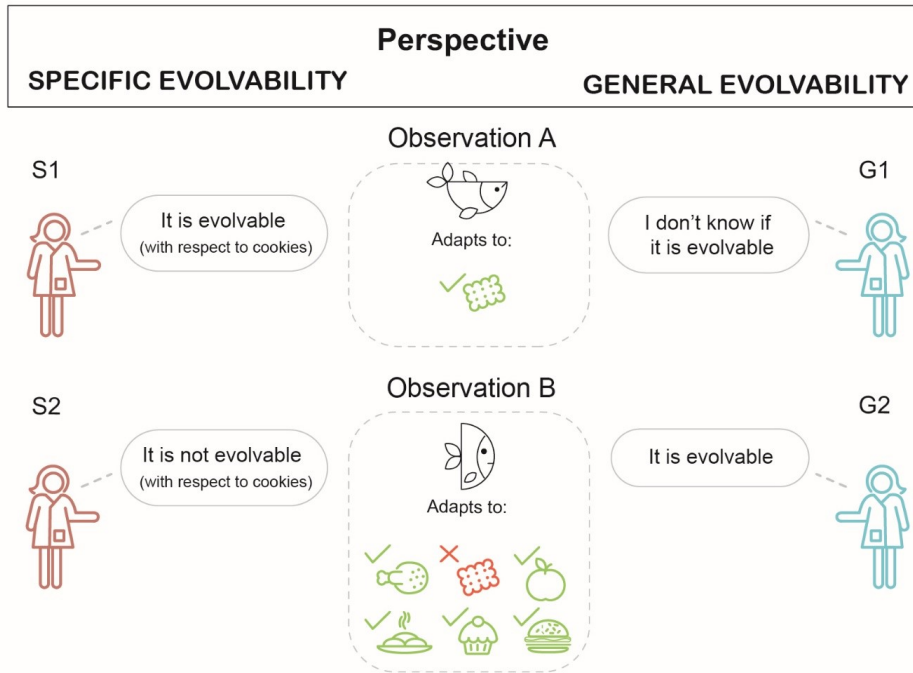 Perspective
SPECIFIC EVOLVABILITY
GENERAL EVOLVABILITY
Observation A
S1
G1
It is evolvable
(with respect to cookies)
Adapts to:
I don't know if
it is evolvable
Observation B
S2
G2
It is not evolvable
(with respect to cookies)
Adapts to:
It is evolvable